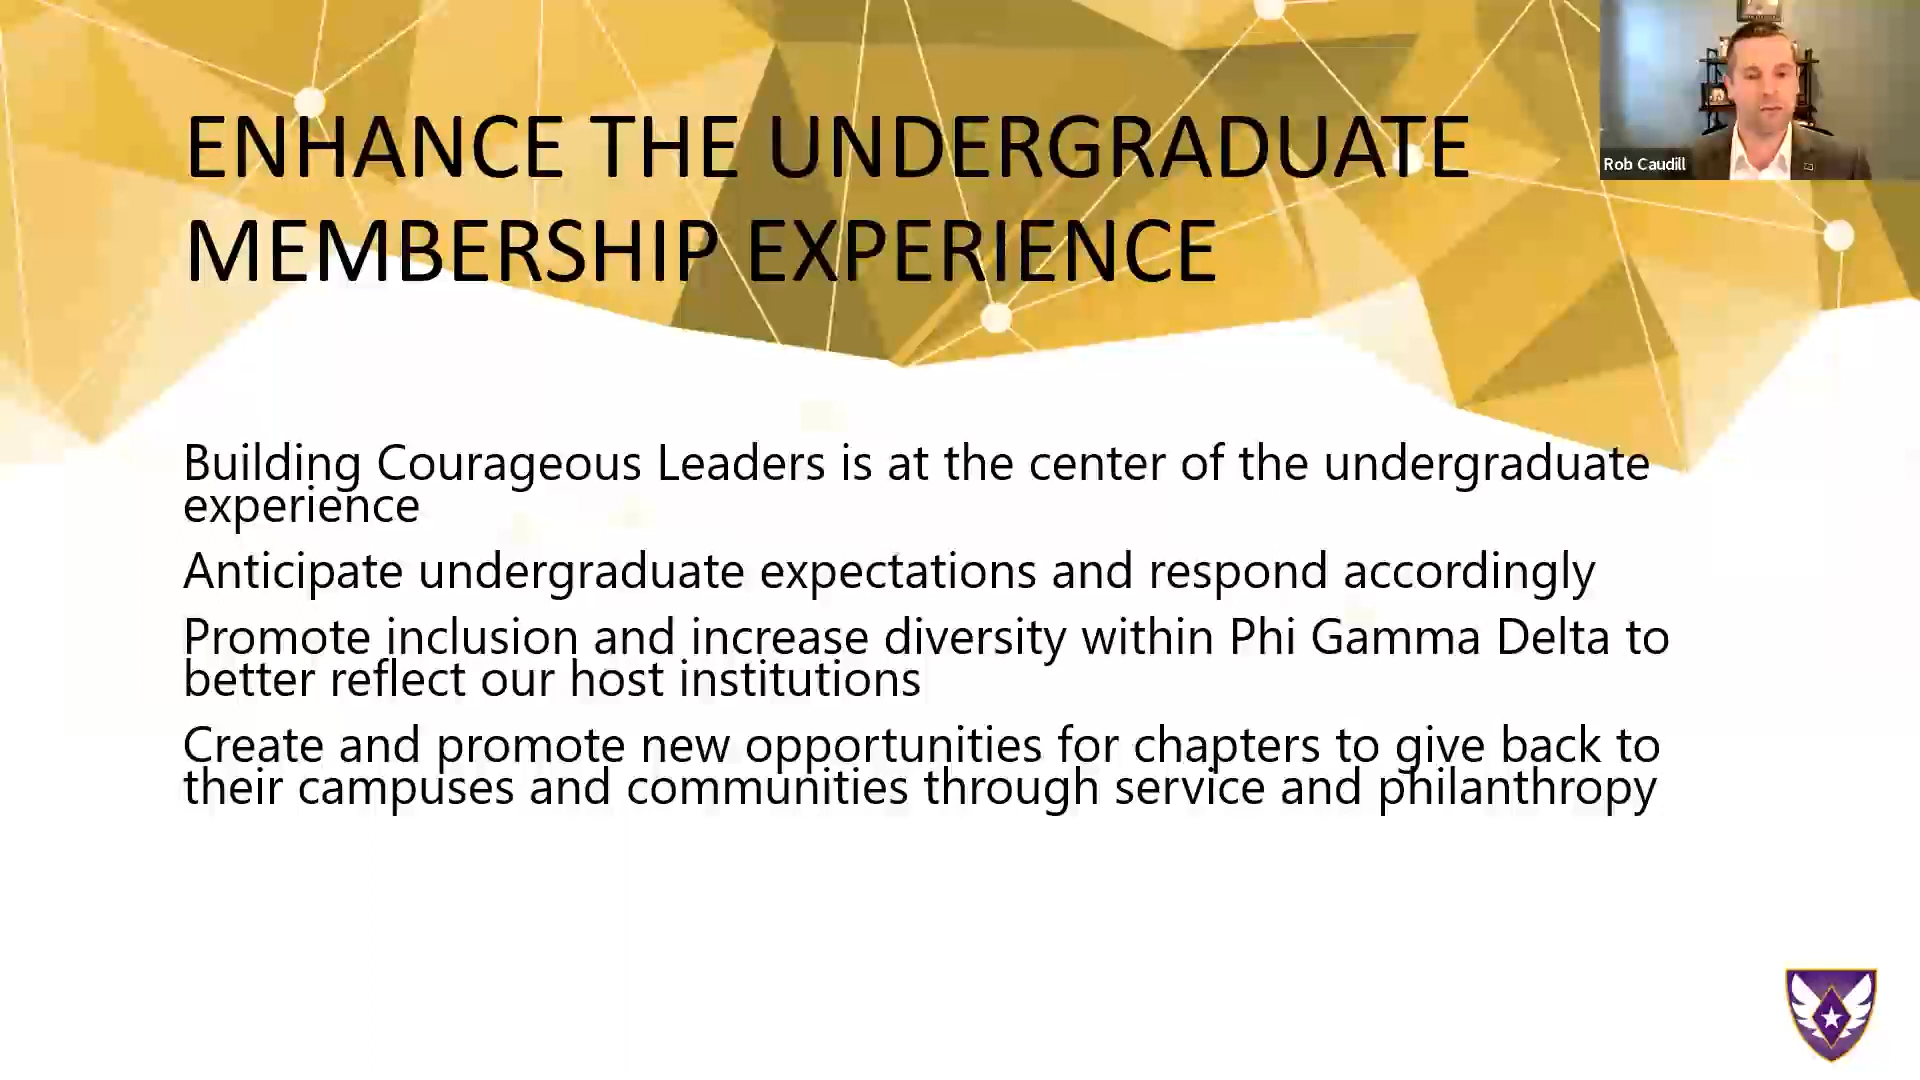 ENHANCE THE UNDERGRADUATE
MEMBERSHIP EXPERIENCE
Rob Caudill
Building Courageous Leaders is at the center of the undergraduate
experience
Anticipate undergraduate expectations and respond accordingly
Promote inclusion and increase diversity within Phi Gamma Delta to
better reflect our host institutions
Create and promote new opportunities for chapters to give back to
their campuses and communities through service and philanthropy